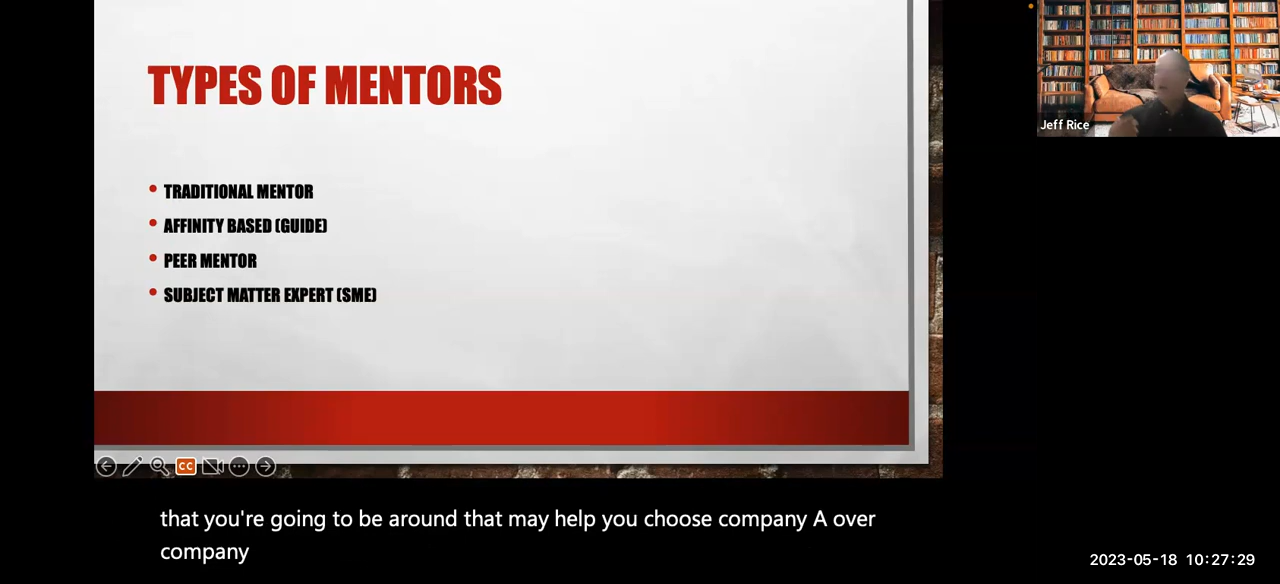 TYPES OF MENTORS
• TRADITIONAL MENTOR
• AFFINITY BASED (GUIDE)
• PEER MENTOR
• SUBJECT MATTER EXPERT (SME)
Jeff Rice
CC
that you're going to be around that may help you choose company A over
company
2023-05-18 10:27:29